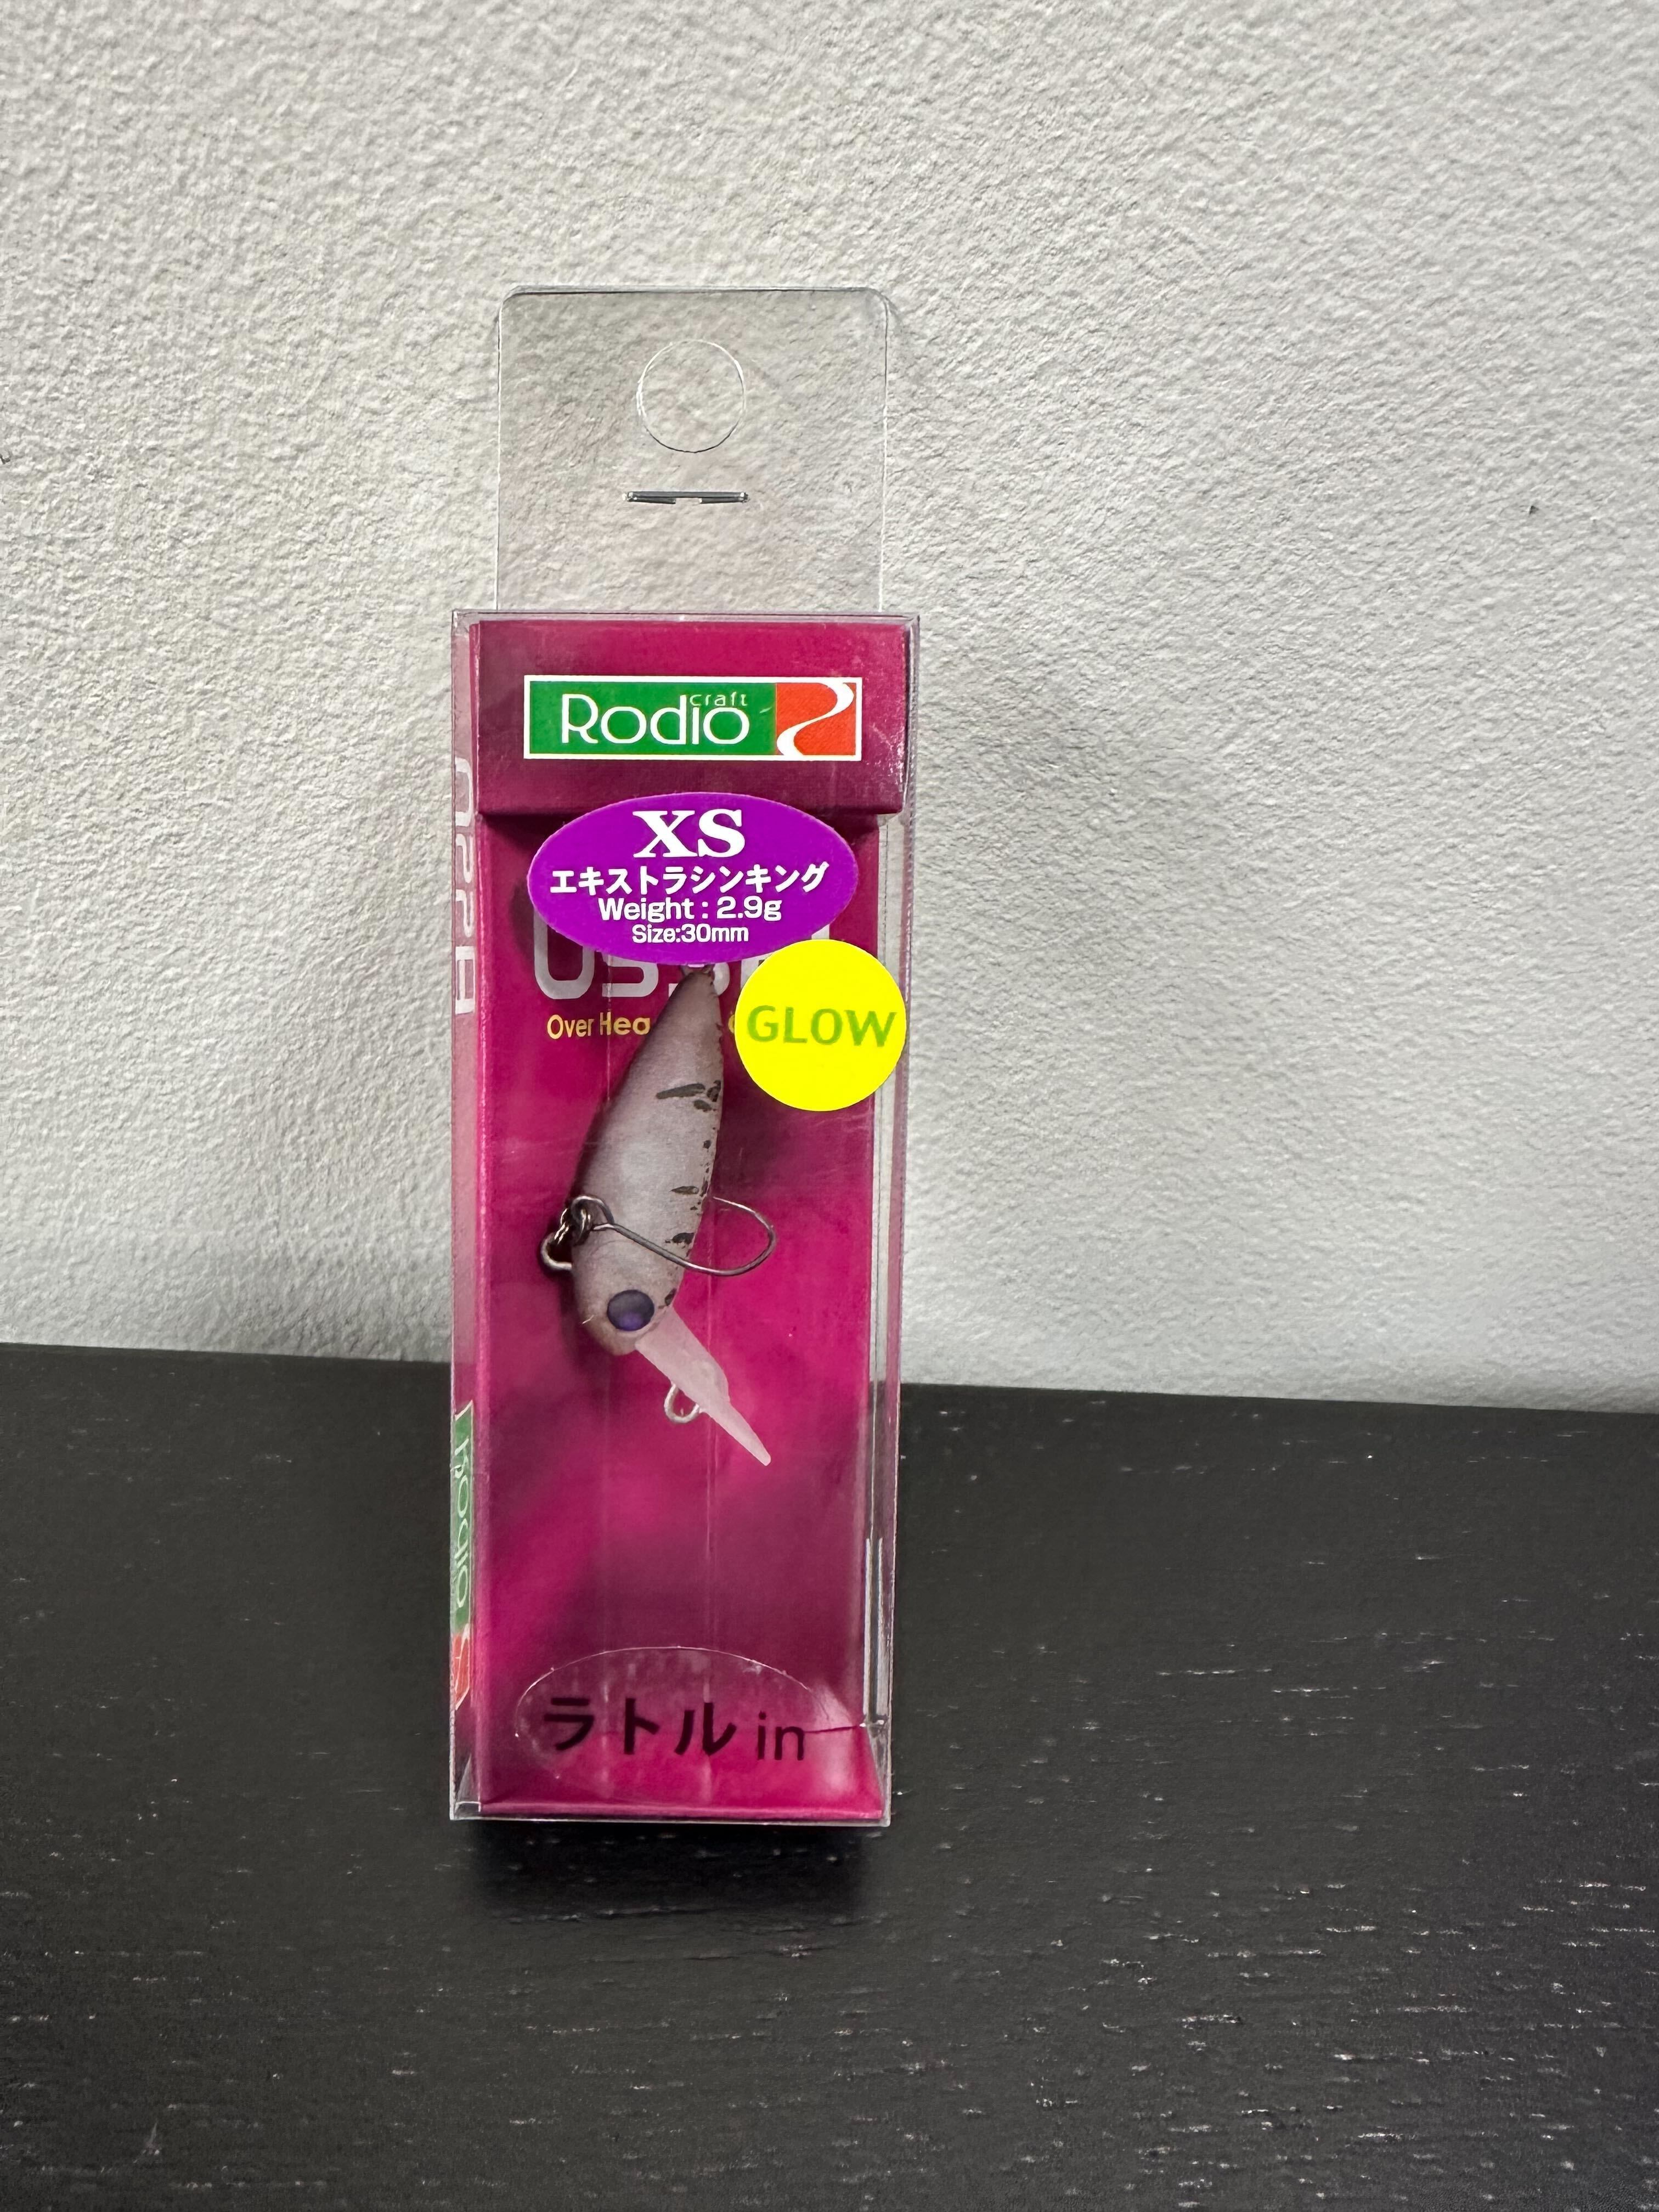 Rodio craft
XS
エキストラシンキング
Weight : 2.9g
Size:30mm
Over Hea
GLOW
Rodio
ラトル in